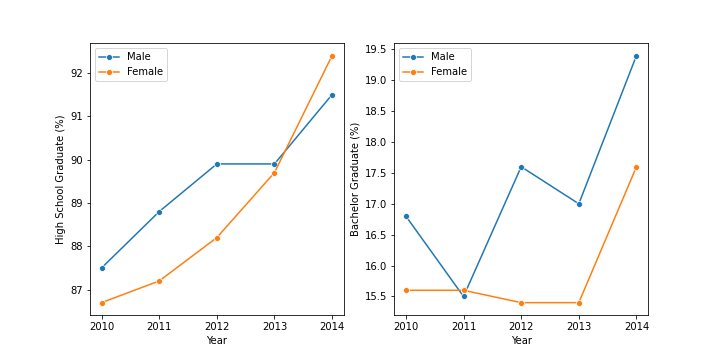 Male
Female
High School Graduate (%)
92
91
90
89
88
87
2010 2011 2012 2013 2014
Year
Male
Female
Bachelor Graduate (%)
19.5
19.0
18.5
18.0
17.5
17.0
16.5
16.0
15.5
2010 2011 2012 2013 2014
Year